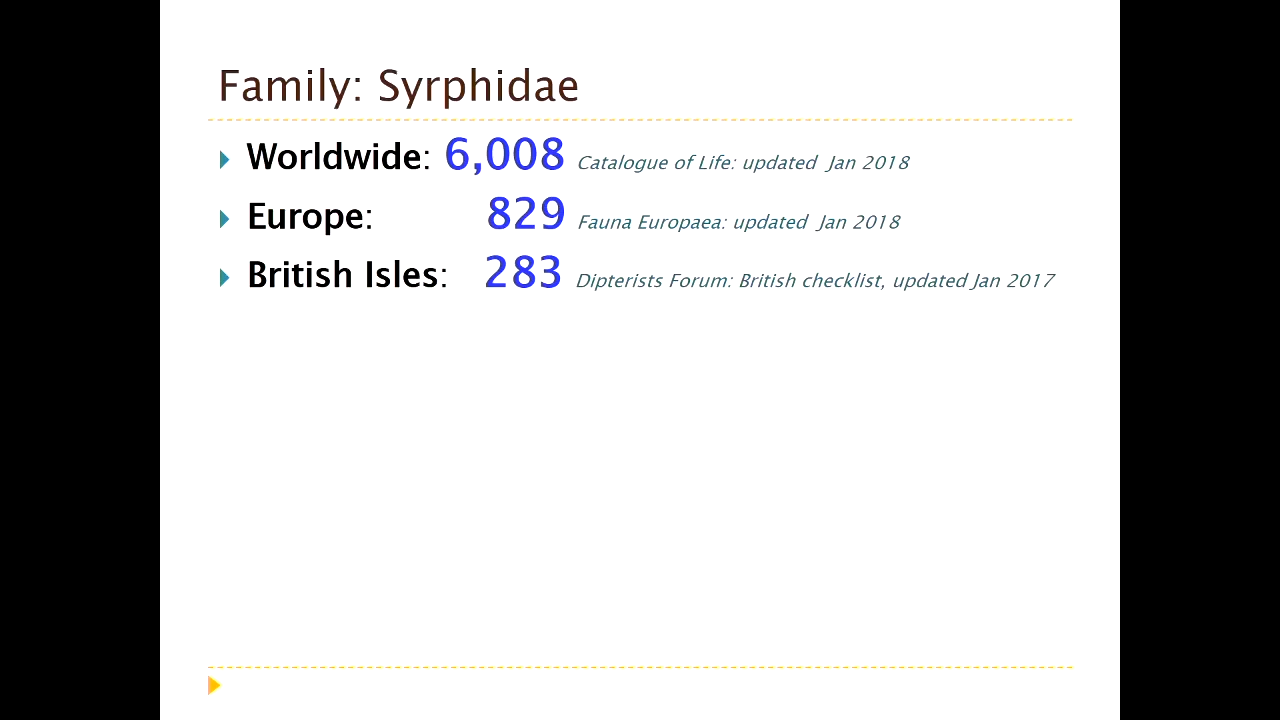 Family: Syrphidae
Worldwide: 6,008 Catalogue of Life: updated Jan 2018
Europe: 829 Fauna Europaea: updated Jan 2018
British Isles: 283 Dipterists Forum: British checklist, updated Jan 2017